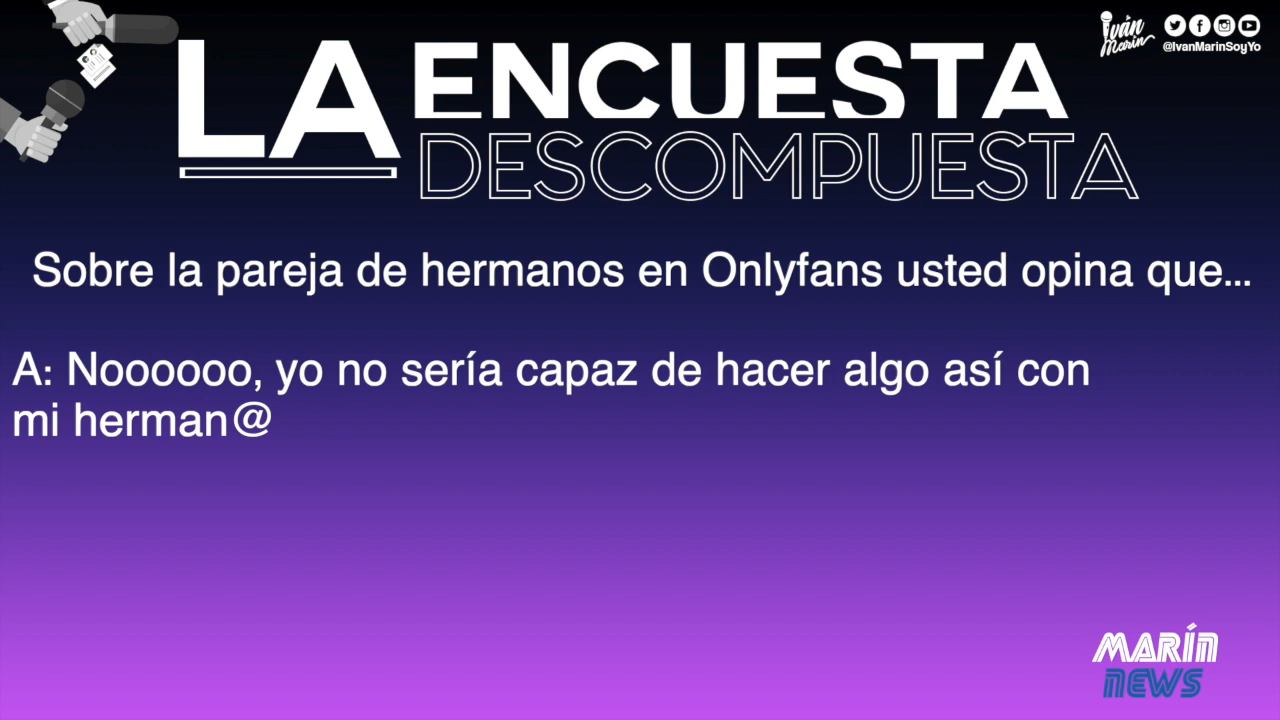 Iván
Marín
@IvanMarinSoyYo
LA ENCUESTA
DESCOMPUESTA
Sobre la pareja de hermanos en Onlyfans usted opina que...
A: Noooooo, yo no sería capaz de hacer algo así con
mi herman@
MARÍN
NEWS